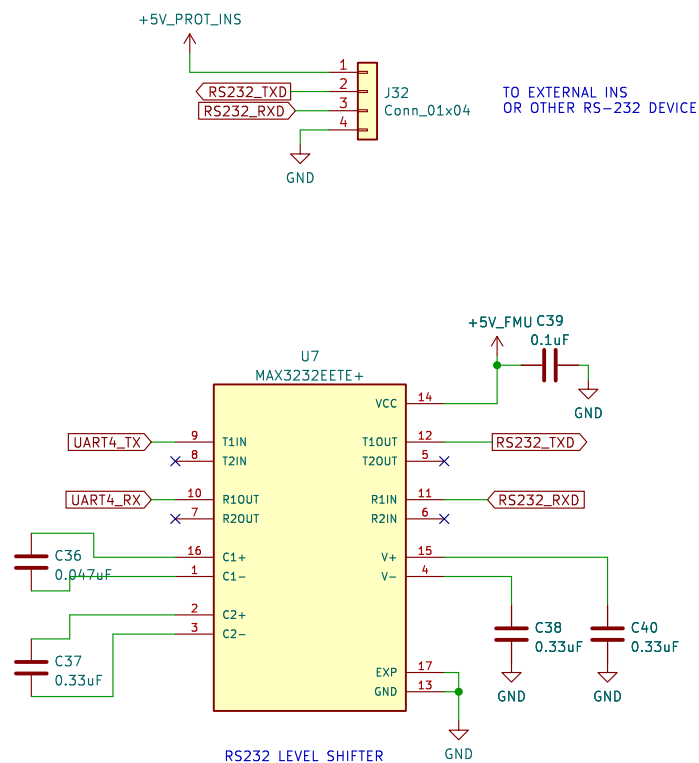 +5V_PROT_INS
1
RS232_TXD 2
RS232_RXD 3
4
J32
Conn_01x04
TO EXTERNAL INS
OR OTHER RS-232 DEVICE
GND
+5V_FMU
C39
0.1uF
GND
U7
MAX3232EETE+
VCC 14
UART4_TX 9 T1IN T1OUT 12 RS232_TXD
8 T2IN T2OUT 5
UART4_RX 10 R1OUT R1IN 11 RS232_RXD
7 R2OUT R2IN 6
16 C1+ V+ 15
1 C1- V- 4
C36
0.047uF
2 C2+
3 C2-
C37
0.33uF
C38
0.33uF
GND
C40
0.33uF
GND
EXP 17
GND 13
GND
RS232 LEVEL SHIFTER